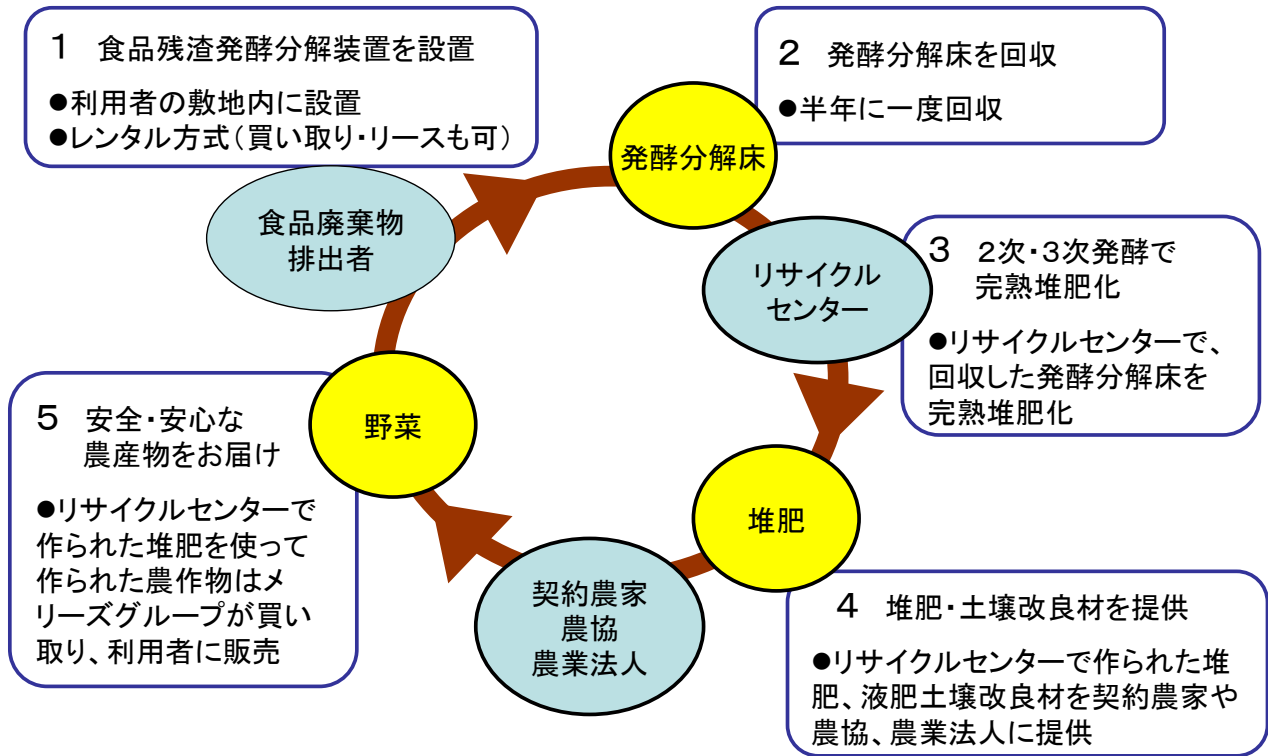 1 食品残渣発酵分解装置を設置
●利用者の敷地内に設置
●レンタル方式(買い取り・リースも可)
2 発酵分解床を回収
●半年に一度回収
発酵分解床
食品廃棄物
排出者
リサイクル
センター
3 2次・3次発酵で
完熟堆肥化
●リサイクルセンターで、
回収した発酵分解床を
完熟堆肥化
野菜
堆肥
契約農家
農協
農業法人
4 堆肥・土壌改良材を提供
●リサイクルセンターで作られた堆
肥、液肥土壌改良材を契約農家や
農協、農業法人に提供
5 安全・安心な
農産物をお届け
●リサイクルセンターで
作られた堆肥を使って
作られた農作物はメ
リーズグループが買い
取り、利用者に販売